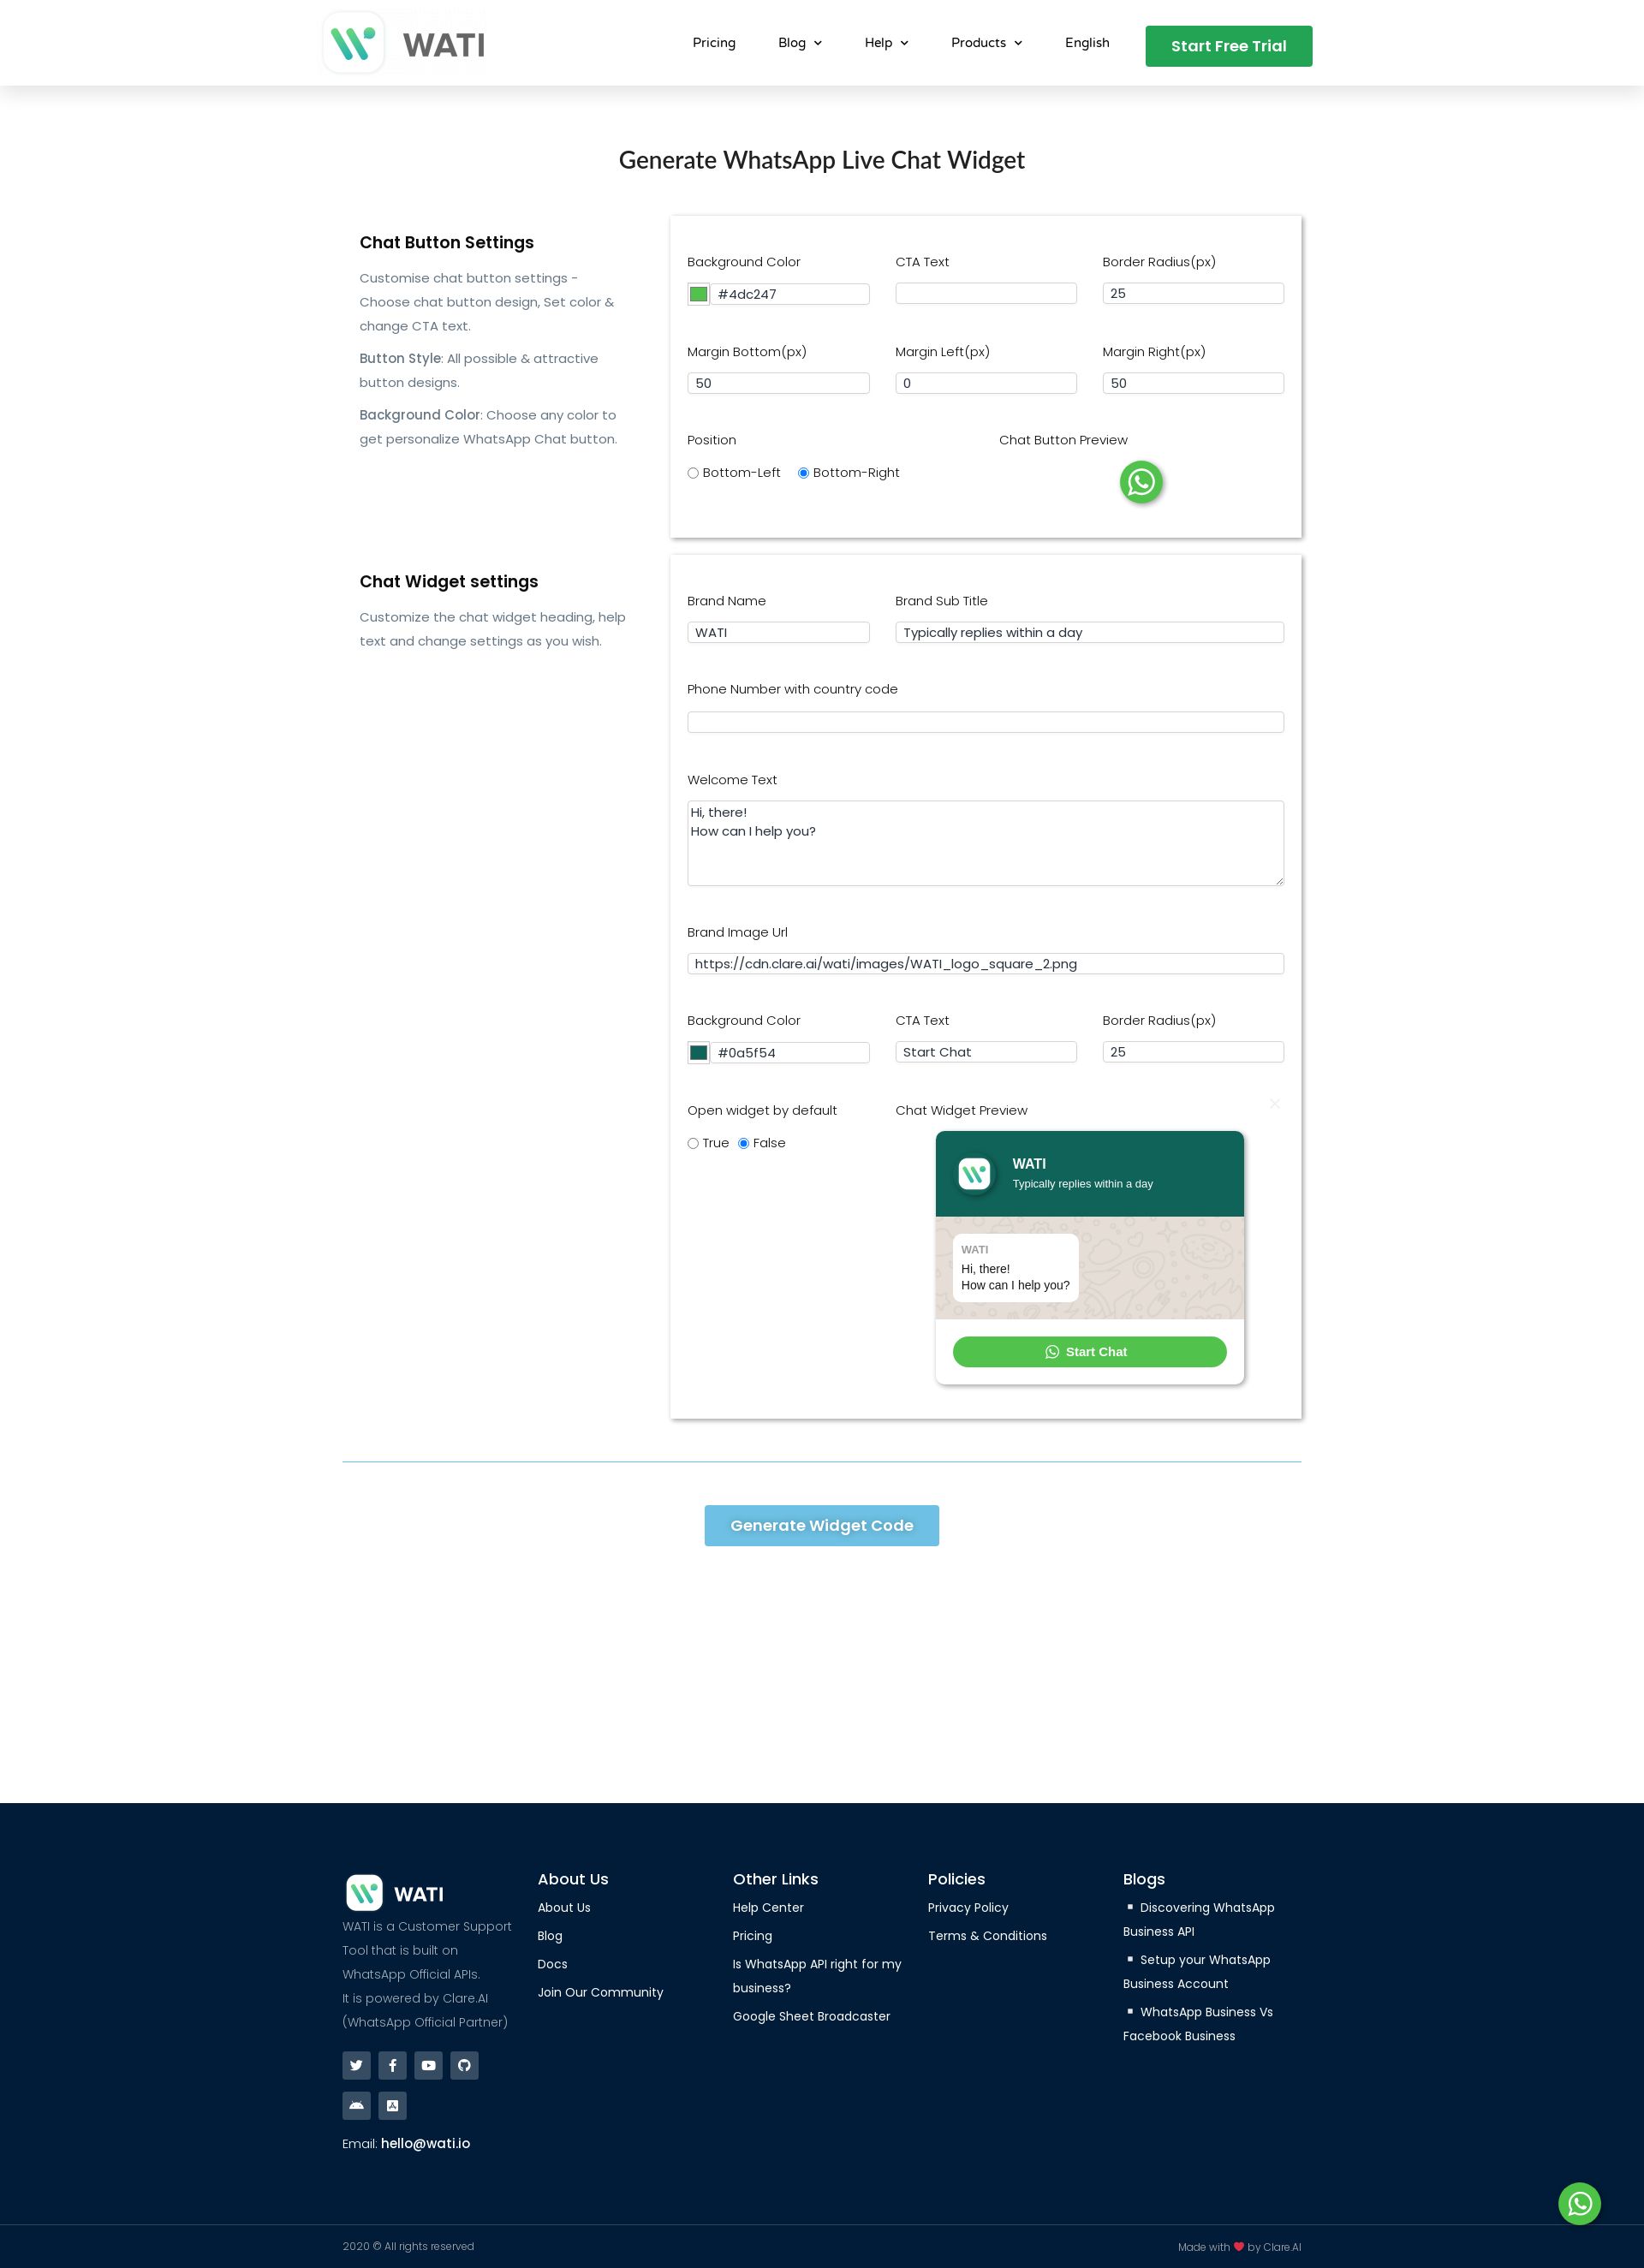 WATI
Pricing
Blog
Help
Products
English
Start Free Trial
Generate WhatsApp Live Chat Widget
Chat Button Settings
Customise chat button settings -
Choose chat button design, Set color &
change CTA text.
Button Style: All possible & attractive
button designs.
Background Color: Choose any color to
get personalize WhatsApp Chat button.
Background Color
CTA Text
Border Radius(px)
#4dc247
25
Margin Bottom(px)
Margin Left(px)
Margin Right(px)
50
0
50
Position
Chat Button Preview
Bottom-Left
Bottom-Right
Chat Widget settings
Customize the chat widget heading, help
text and change settings as you wish.
Brand Name
Brand Sub Title
WATI
Typically replies within a day
Phone Number with country code
Welcome Text
Hi, there!
How can I help you?
Brand Image Url
https://cdn.clare.ai/wati/images/WATI_logo_square_2.png
Background Color
CTA Text
Border Radius(px)
#0a5f54
Start Chat
25
Open widget by default
Chat Widget Preview
True
False
WATI
Typically replies within a day
WATI
Hi, there!
How can I help you?
Start Chat
Generate Widget Code
WATI
WATI is a Customer Support
Tool that is built on
WhatsApp Official APIs.
It is powered by Clare.AI
(WhatsApp Official Partner)
Email: hello@wati.io
About Us
About Us
Blog
Docs
Join Our Community
Other Links
Help Center
Pricing
Is WhatsApp API right for my
business?
Google Sheet Broadcaster
Policies
Privacy Policy
Terms & Conditions
Blogs
Discovering WhatsApp
Business API
Setup your WhatsApp
Business Account
WhatsApp Business Vs
Facebook Business
2020 © All rights reserved
Made with ❤ by Clare.AI